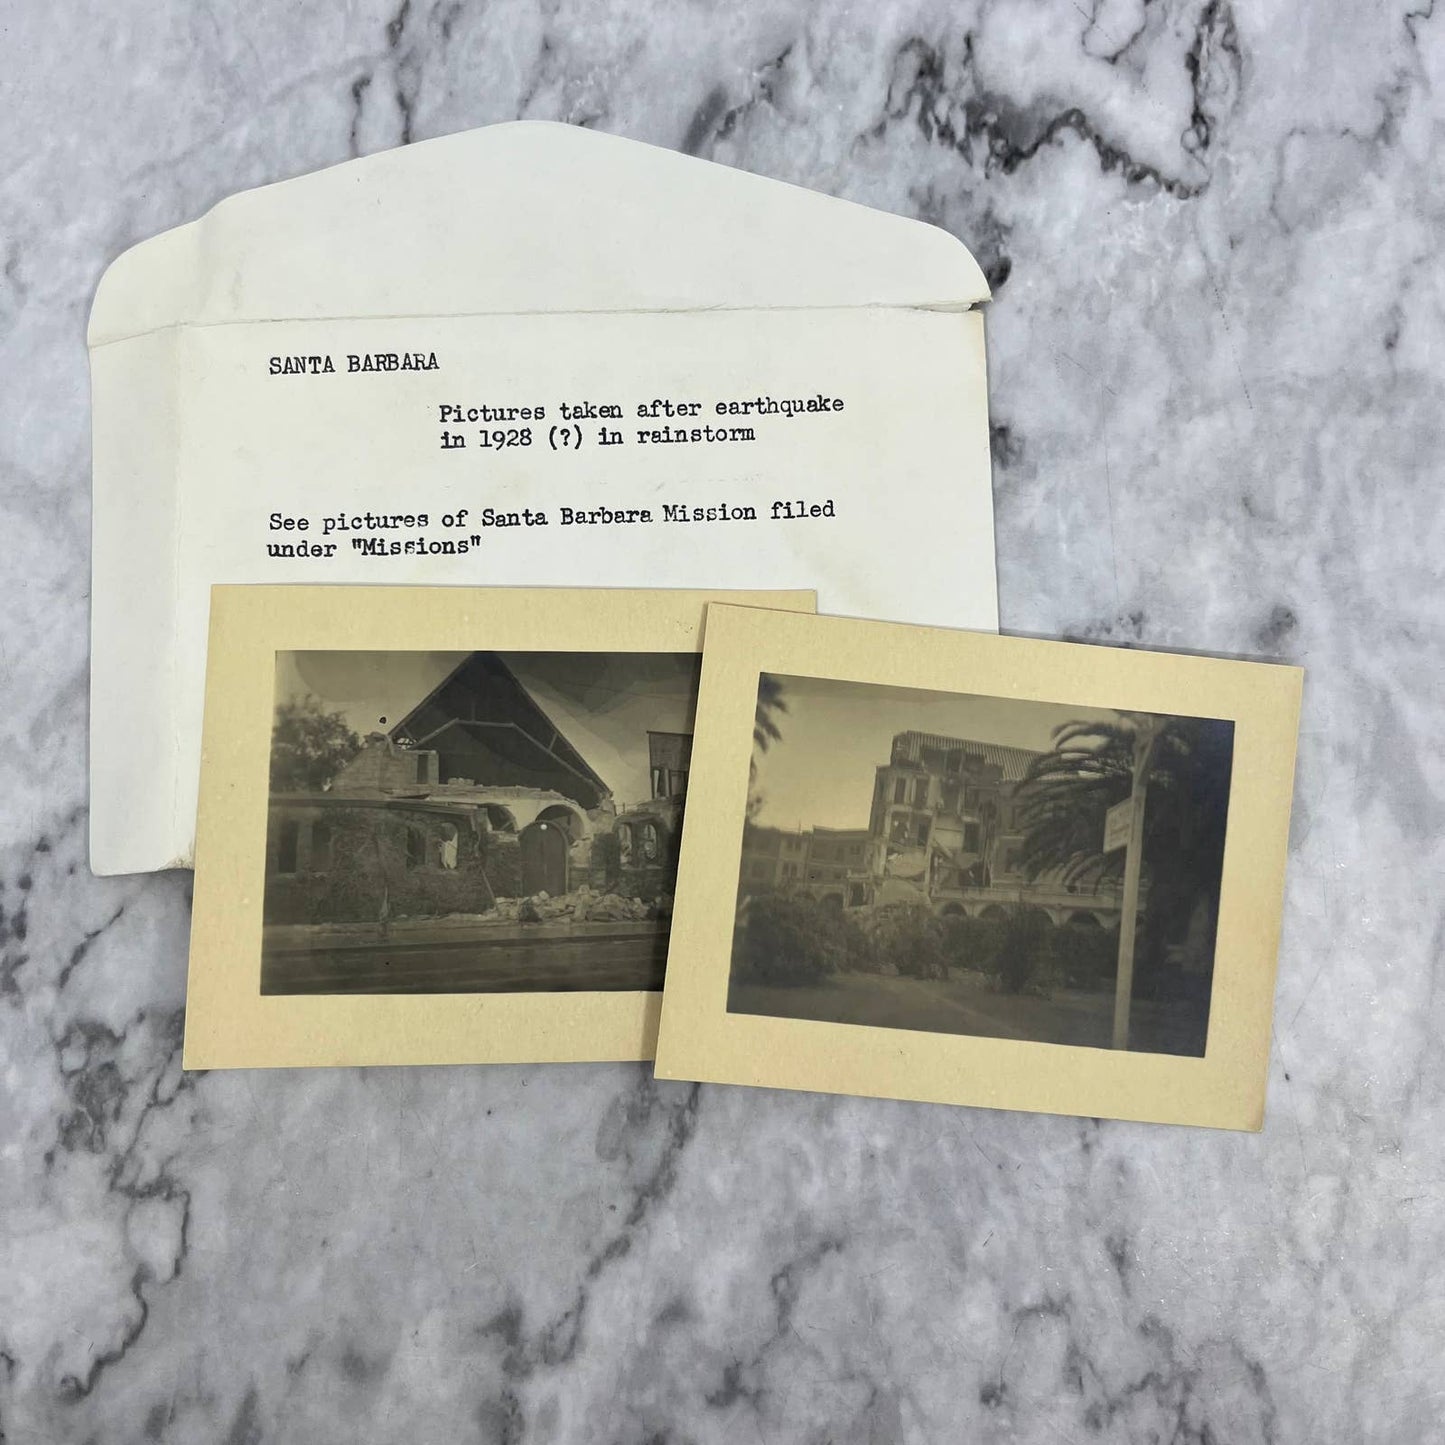 SANTA BARBARA
Pictures taken after earthquake
in 1928 (?) in rainstorm
See pictures of Santa Barbara Mission filed
under "Missions"